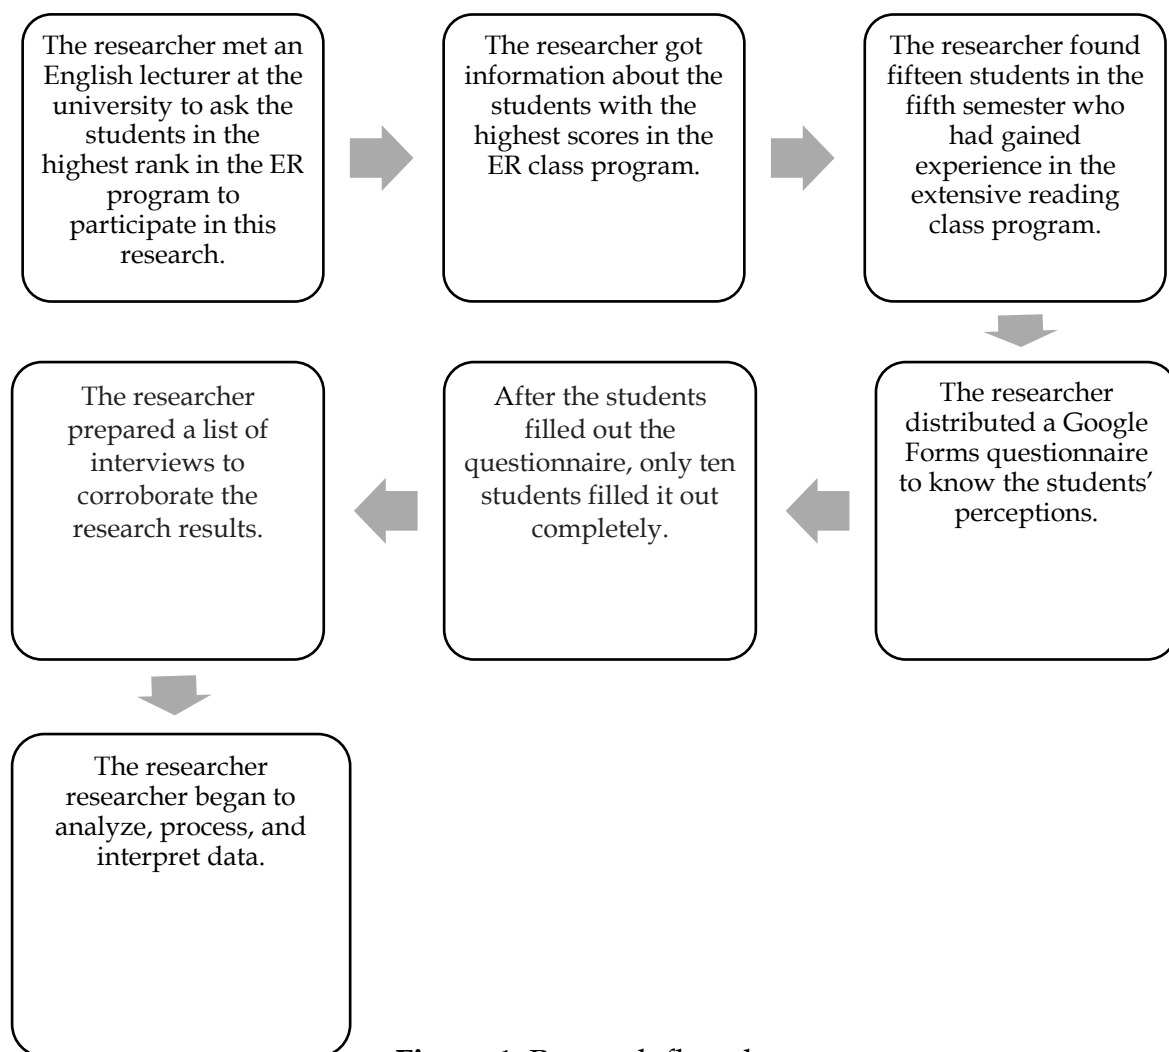 The researcher met an
English lecturer at the
university to ask the
students in the
highest rank in the ER
program to
participate in this
research.
The researcher got
information about the
students with the
highest scores in the
ER class program.
The researcher found
fifteen students in the
fifth semester who
had gained
experience in the
extensive reading
class program.
The researcher
distributed a Google
Forms questionnaire
to know the students’
perceptions.
After the students
filled out the
questionnaire, only ten
students filled it out
completely.
The researcher
prepared a list of
interviews to
corroborate the
research results.
The researcher
researcher began to
analyze, process, and
interpret data.
Figure 1. Research flowchart